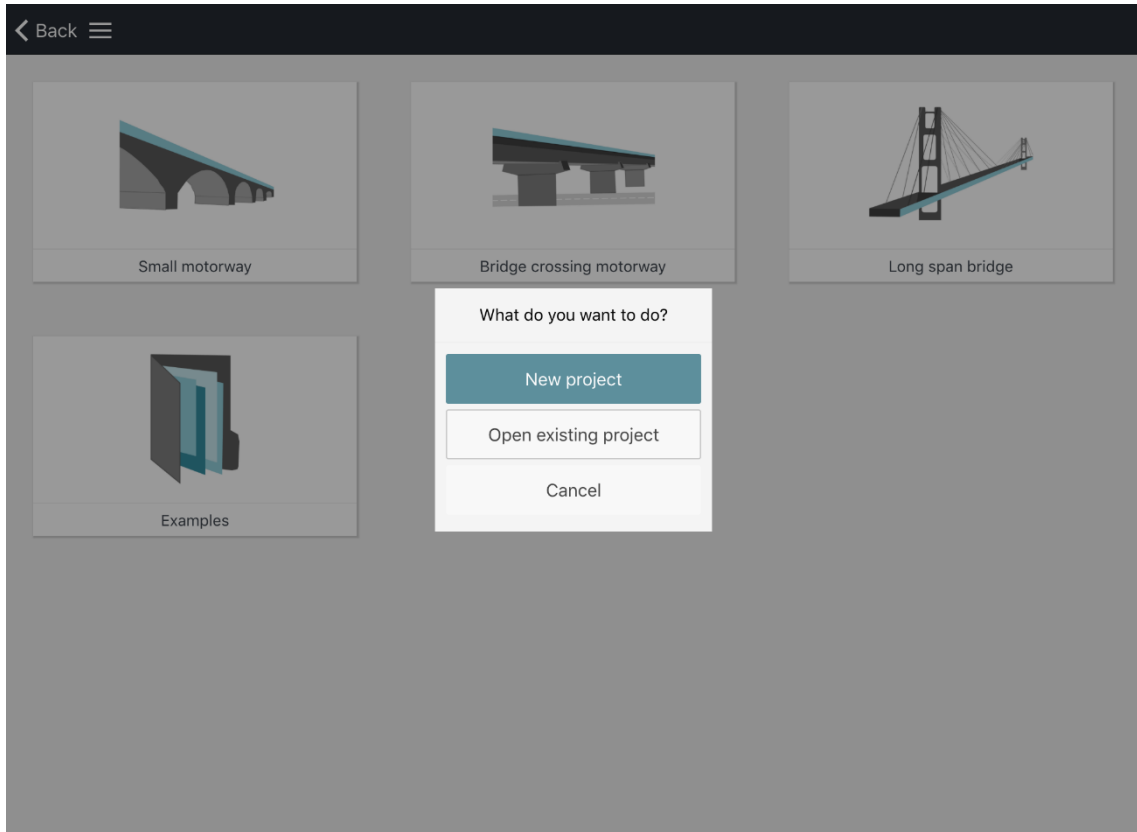 Back
Small motorway
Bridge crossing motorway
Long span bridge
What do you want to do?
New project
Open existing project
Cancel
Examples